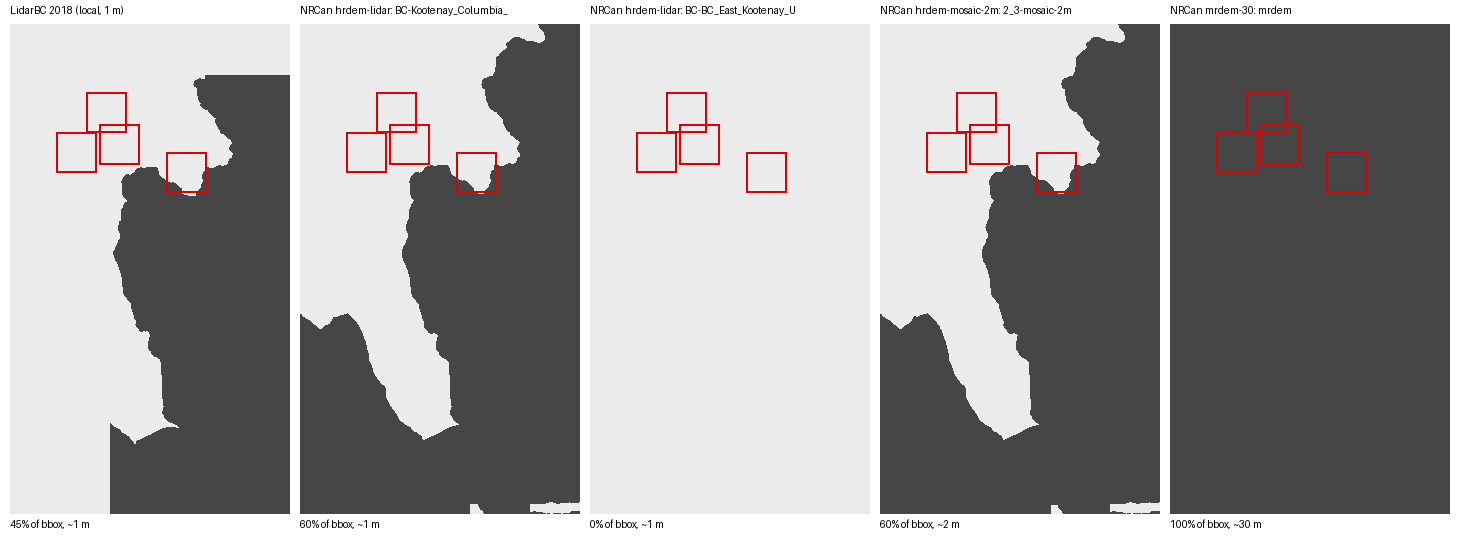 LidarBC 2018 (local, 1 m)
NRCan hrdem-lidar: BC-Kootenay_Columbia_
NRCan hrdem-lidar: BC-BC_East_Kootenay_U
NRCan hrdem-mosaic-2m: 2_3-mosaic-2m
NRCan mrdem-30: mrdem
45% of bbox, ~1 m
60% of bbox, ~1 m
0% of bbox, ~1 m
60% of bbox, ~2 m
100% of bbox, ~30 m